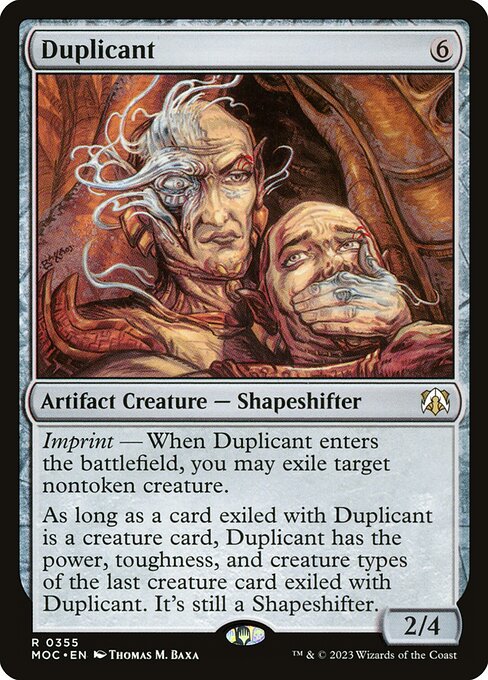 Duplicant 6
Artifact Creature — Shapeshifter
Imprint — When Duplicant enters
the battlefield, you may exile target
nontoken creature.
As long as a card exiled with Duplicant
is a creature card, Duplicant has the
power, toughness, and creature types
of the last creature card exiled with
Duplicant. It's still a Shapeshifter.
2/4
R 0355
MOC • EN Thomas M. Baxa
™ & © 2023 Wizards of the Coast